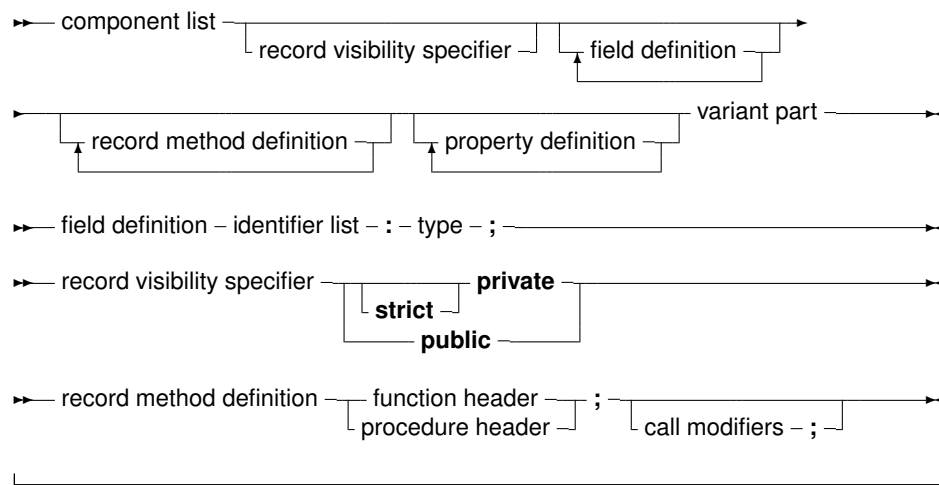 component list
record visibility specifier field definition
variant part
record method definition property definition
field definition identifier list : type ;
record visibility specifier private
strict
public
record method definition function header ;
procedure header call modifiers ;